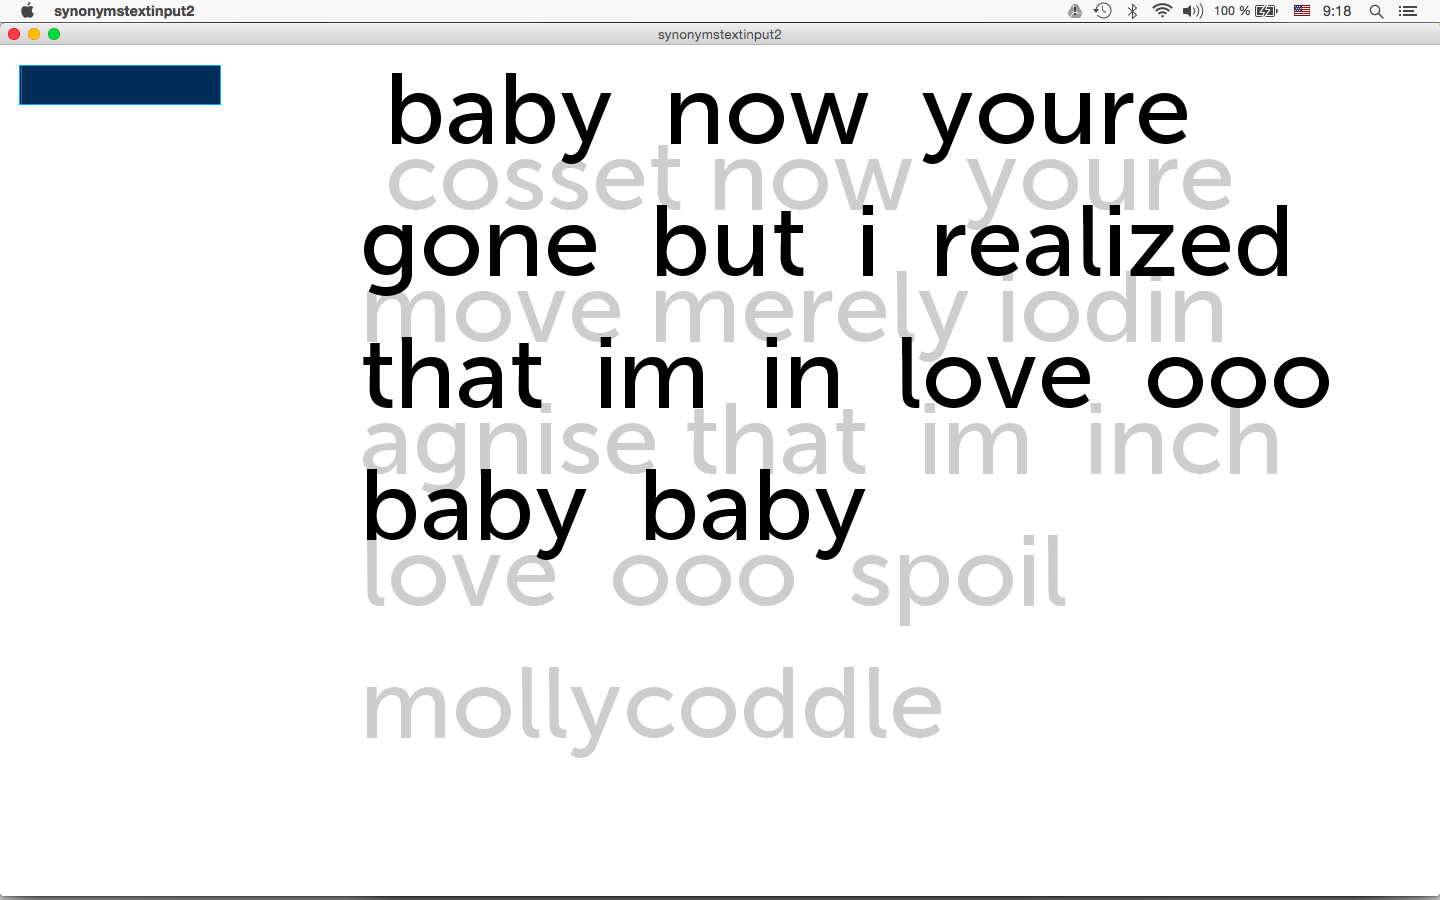 synonymstextinput2
100 %
9:18
synonymstextinput2
baby now youre
cosset now youre
gone but i realized
move merely iodin
that im in love ooo
agnise that im inch
baby baby
love ooo spoil
mollycoddle